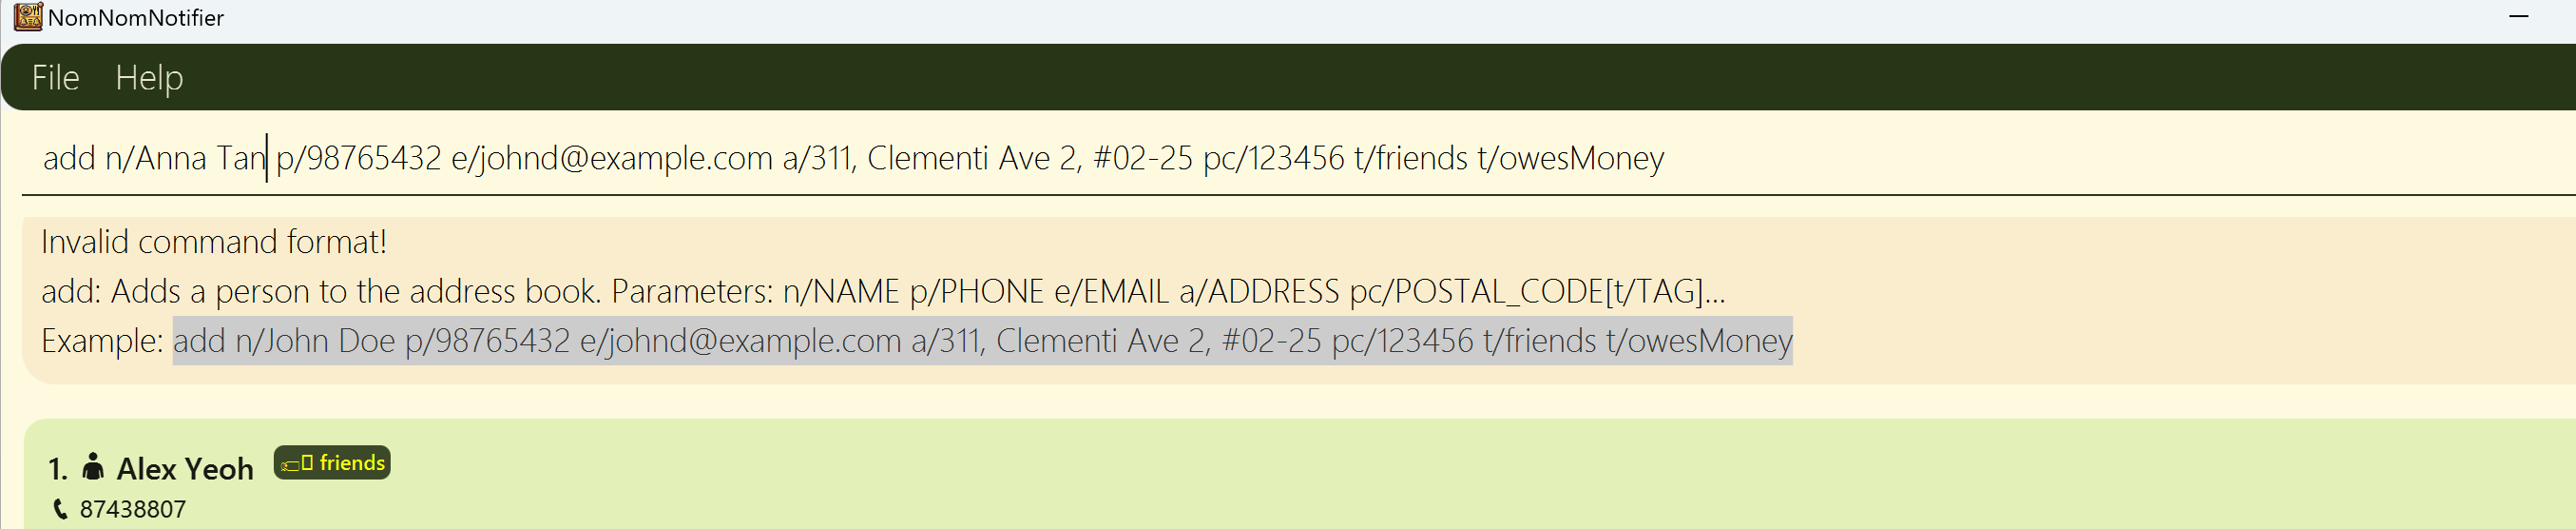 NomNomNotifier
File Help
add n/Anna Tan p/98765432 e/johnd@example.com a/311, Clementi Ave 2, #02-25 pc/123456 t/friends t/owesMoney
Invalid command format!
add: Adds a person to the address book. Parameters: n/NAME p/PHONE e/EMAIL a/ADDRESS pc/POSTAL_CODE[t/TAG]...
Example: add n/John Doe p/98765432 e/johnd@example.com a/311, Clementi Ave 2, #02-25 pc/123456 t/friends t/owesMoney
1. Alex Yeoh friends
87438807